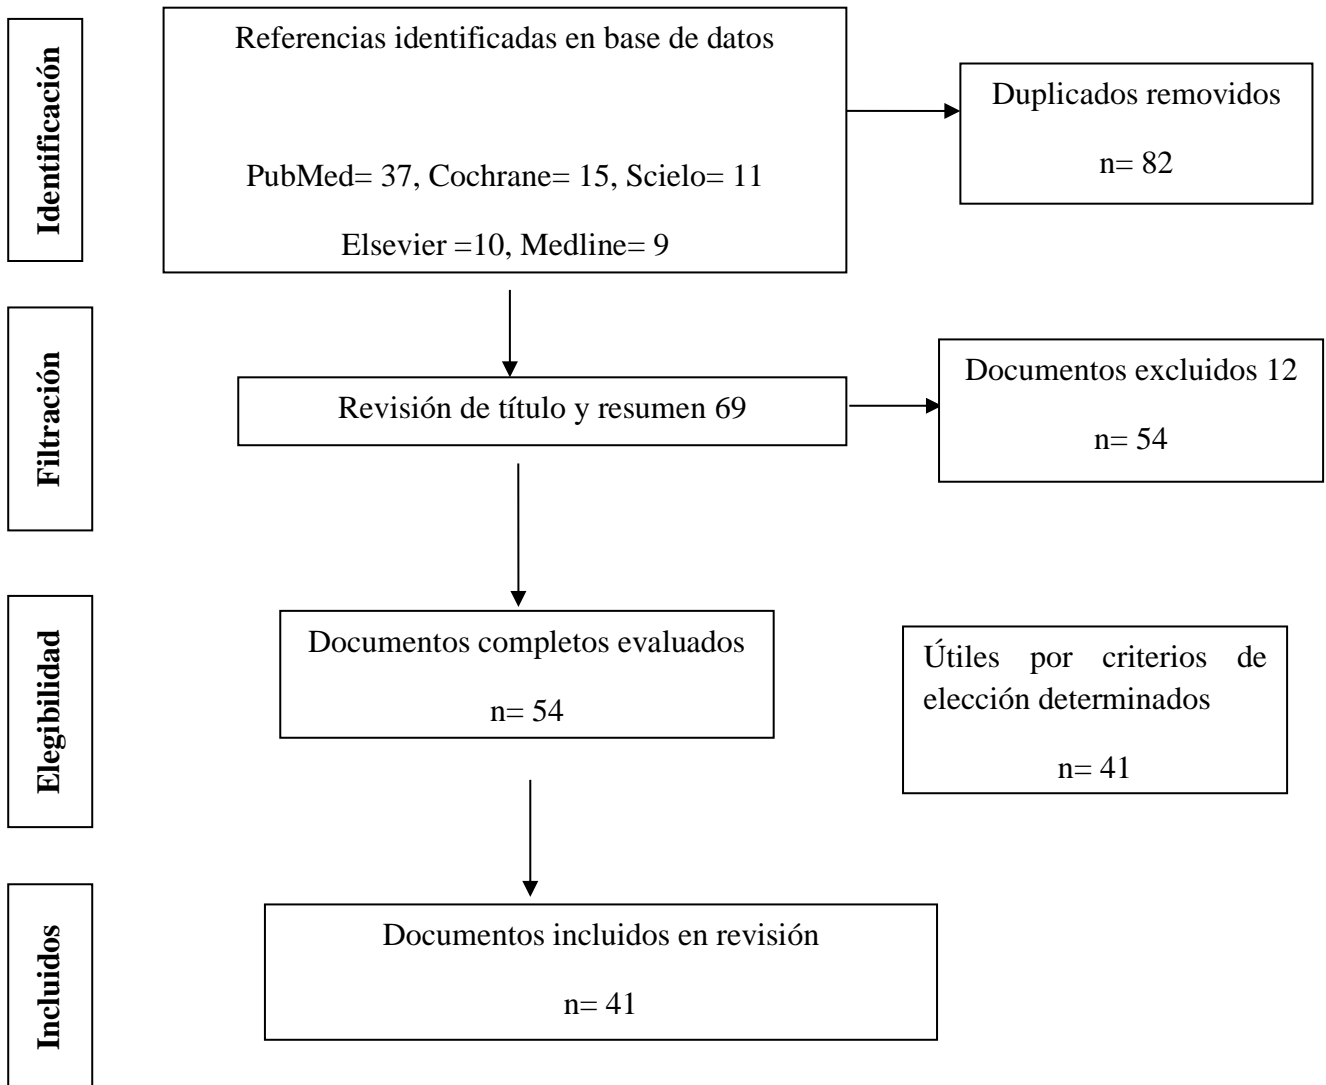 Identificación
Referencias identificadas en base de datos
PubMed= 37, Cochrane= 15, Scielo= 11
Elsevier =10, Medline= 9
Duplicados removidos
n= 82
Filtración
Revisión de título y resumen 69
Documentos excluidos 12
n= 54
Elegibilidad
Documentos completos evaluados
n= 54
Útiles por criterios de
elección determinados
n= 41
Incluidos
Documentos incluidos en revisión
n= 41